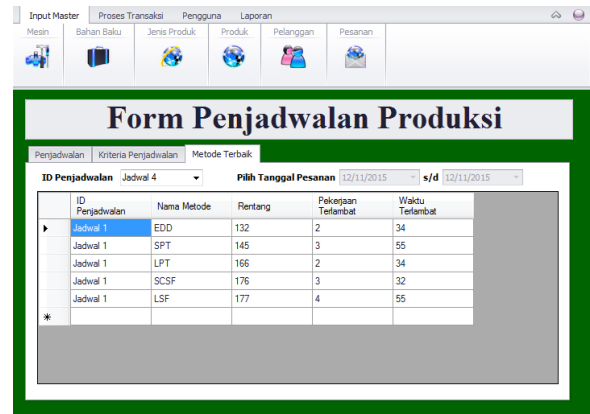 Input Master Proses Transaksi Pengguna Laporan
Mesin Bahan Baku Jenis Produk Produk Pelanggan Pesanan
Form Penjadwalan Produksi
Penjadwalan Kriteria Penjadwalan Metode Terbaik
ID Penjadwalan Jadwal 4 Pilih Tanggal Pesanan 12/11/2015 s/d 12/11/2015
ID Penjadwalan Nama Metode Rentang Pekerjaan Terlambat Waktu Terlambat
Jadwal 1 EDD 132 2 34
Jadwal 1 SPT 145 3 55
Jadwal 1 LPT 166 2 34
Jadwal 1 SCSF 176 3 32
Jadwal 1 LSF 177 4 55